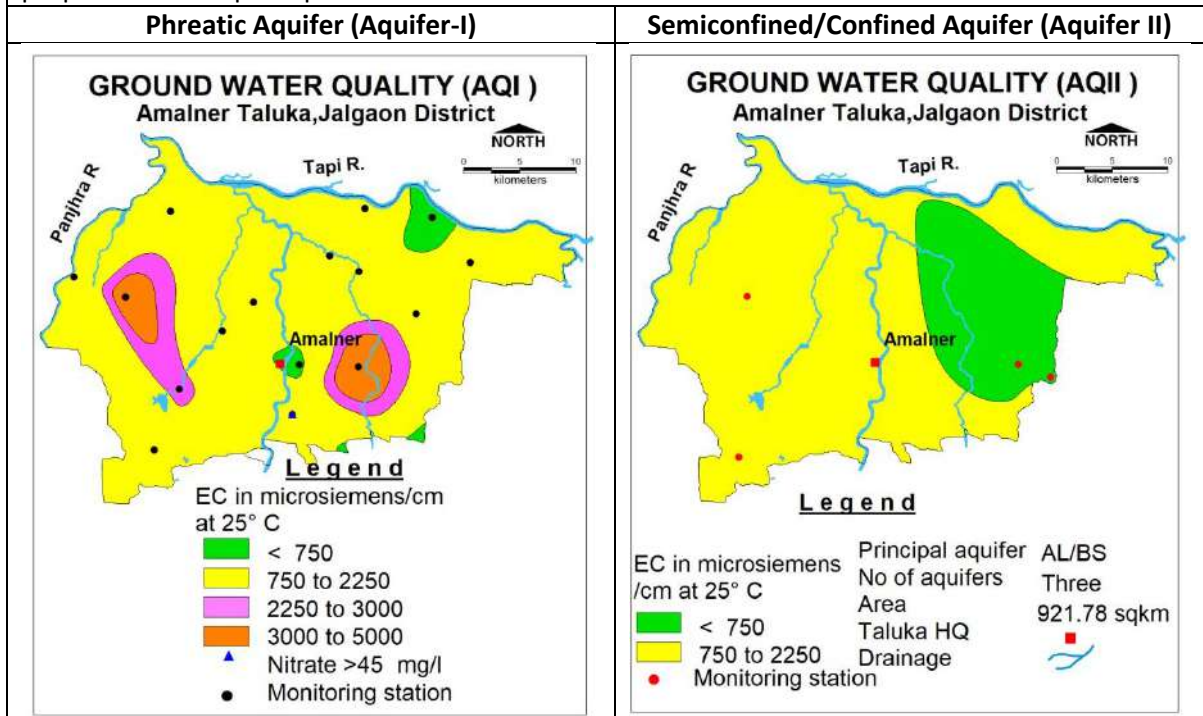 Phreatic Aquifer (Aquifer-I)
GROUND WATER QUALITY (AQI )
Amalner Taluka,Jalgaon District
NORTH
0 5 10
kilometers
Tapi R.
Panjhra R
Amalner
Legend
EC in microsiemens/cm
at 25° C
< 750
750 to 2250
2250 to 3000
3000 to 5000
Nitrate >45 mg/l
Monitoring station
Semiconfined/Confined Aquifer (Aquifer II)
GROUND WATER QUALITY (AQII )
Amalner Taluka,Jalgaon District
NORTH
0 5 10
kilometers
Tapi R.
Panjhra R
Amalner
Legend
EC in microsiemens
/cm at 25° C
< 750
750 to 2250
Monitoring station
Principal aquifer AL/BS
No of aquifers Three
Area 921.78 sqkm
Taluka HQ
Drainage